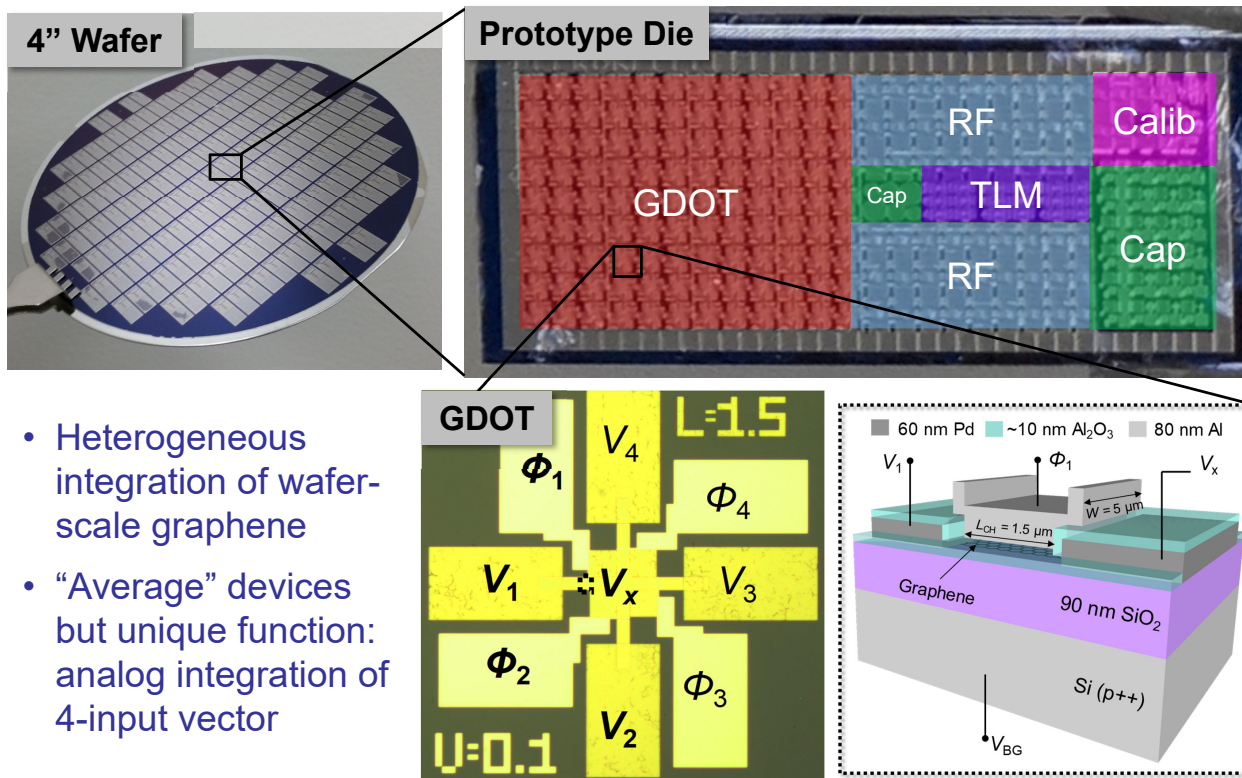 4” Wafer
Prototype Die
GDOT
RF
Calib
Cap
TLM
RF
Cap
• Heterogeneous
integration of wafer-
scale graphene
• “Average” devices
but unique function:
analog integration of
4-input vector
GDOT
L=1.5
V4
Φ1
Φ4
V1
Vx
V3
Φ2
Φ3
V2
U=0.1
60 nm Pd
~10 nm Al2O3
80 nm Al
V1
Φ1
Vx
W = 5 µm
LCH = 1.5 µm
Graphene
90 nm SiO2
Si (p++)
VBG